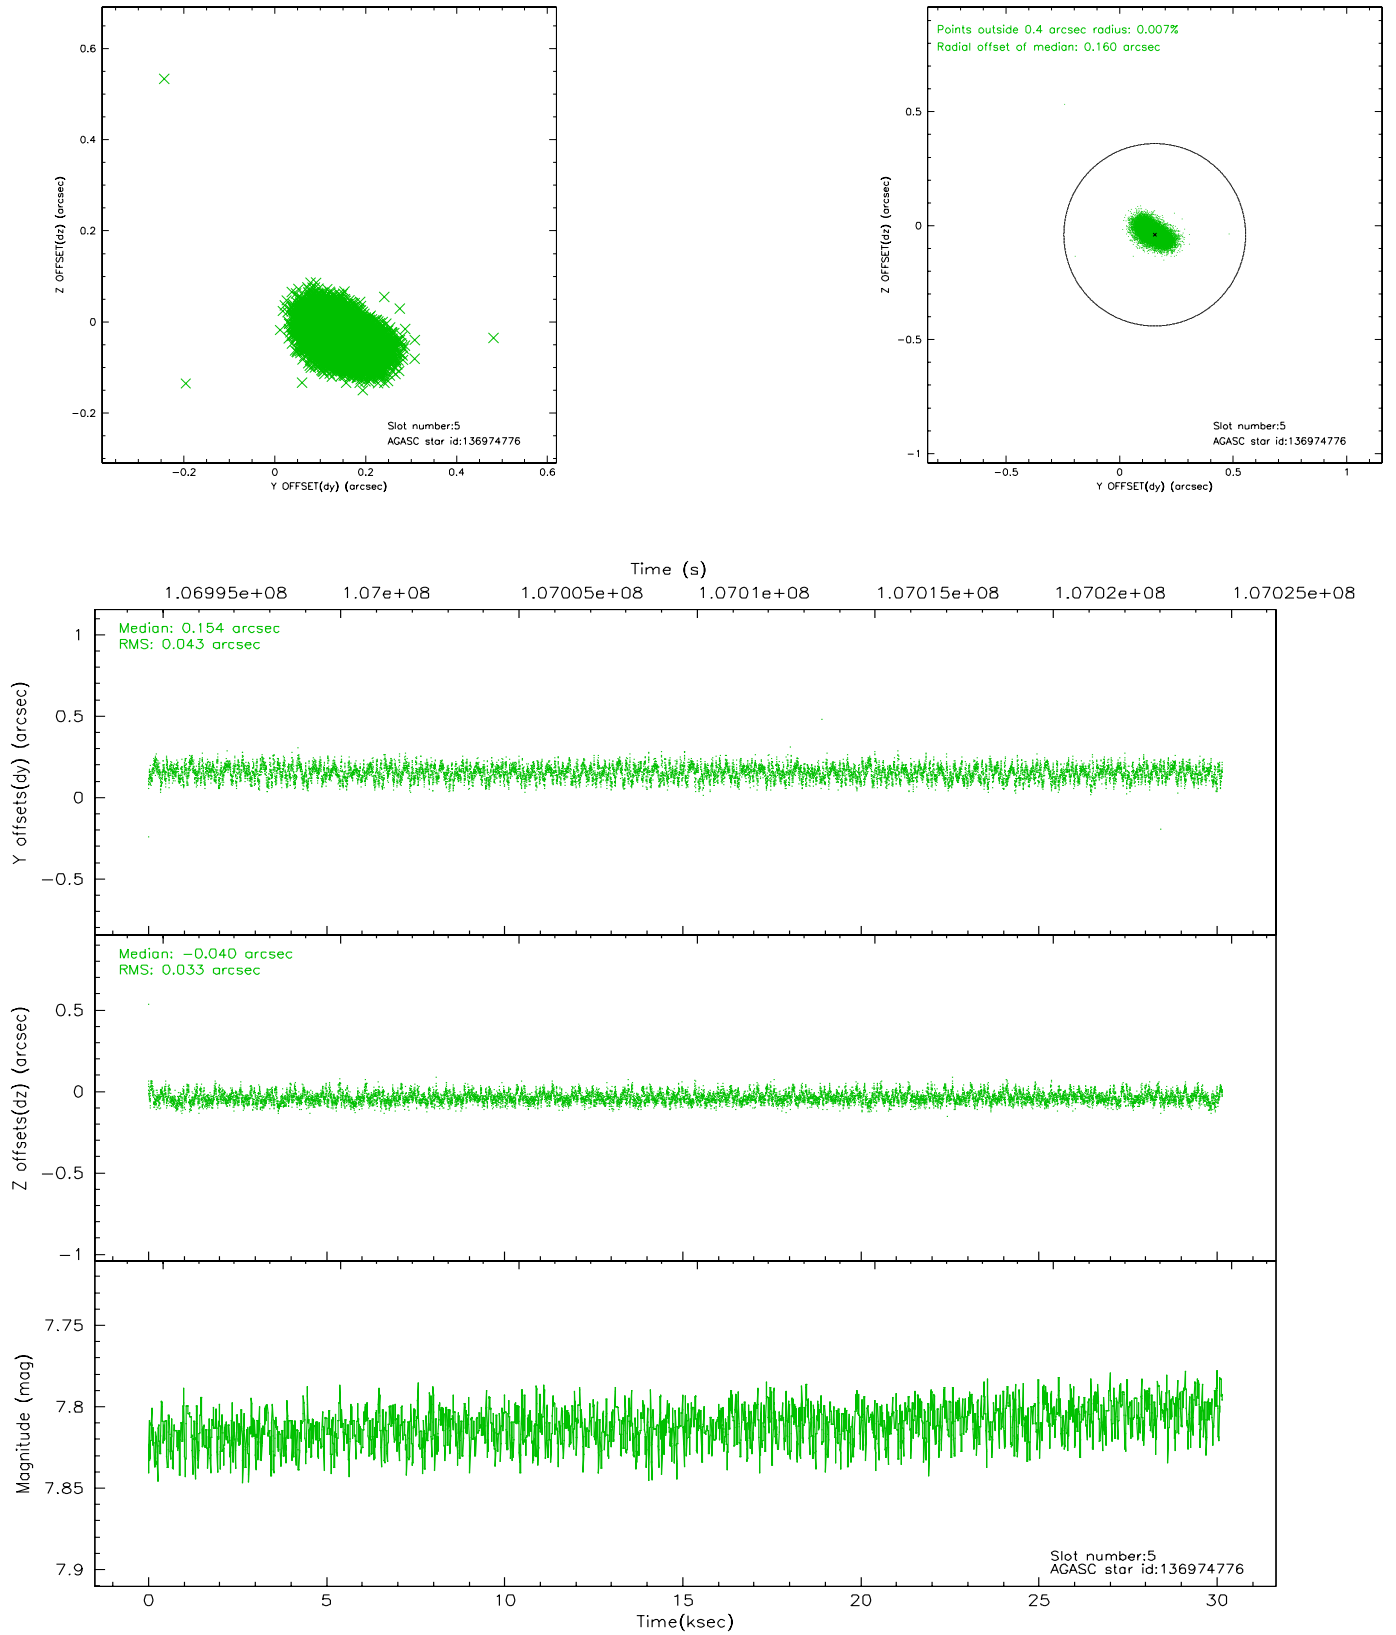 0.6
0.4
0.2
0
−0.2
Z OFFSET(dz) (arcsec)
Slot number:5
AGASC star id:136974776
−0.2 0 0.2 0.4 0.6
Y OFFSET(dy) (arcsec)
Points outside 0.4 arcsec radius: 0.007%
Radial offset of median: 0.160 arcsec
0.5
0
−0.5
−1
Z OFFSET(dz) (arcsec)
Slot number:5
AGASC star id:136974776
−0.5 0 0.5 1
Y OFFSET(dy) (arcsec)
Time (s)
1.06995e+08 1.07e+08 1.07005e+08 1.0701e+08 1.07015e+08 1.0702e+08 1.07025e+08
Median: 0.154 arcsec
RMS: 0.043 arcsec
1
0.5
0
−0.5
Y offsets(dy) (arcsec)
Median: −0.040 arcsec
RMS: 0.033 arcsec
0.5
0
−0.5
−1
Z offsets(dz) (arcsec)
7.75
7.8
7.85
7.9
Magnitude (mag)
Slot number:5
AGASC star id:136974776
0 5 10 15 20 25 30
Time(ksec)